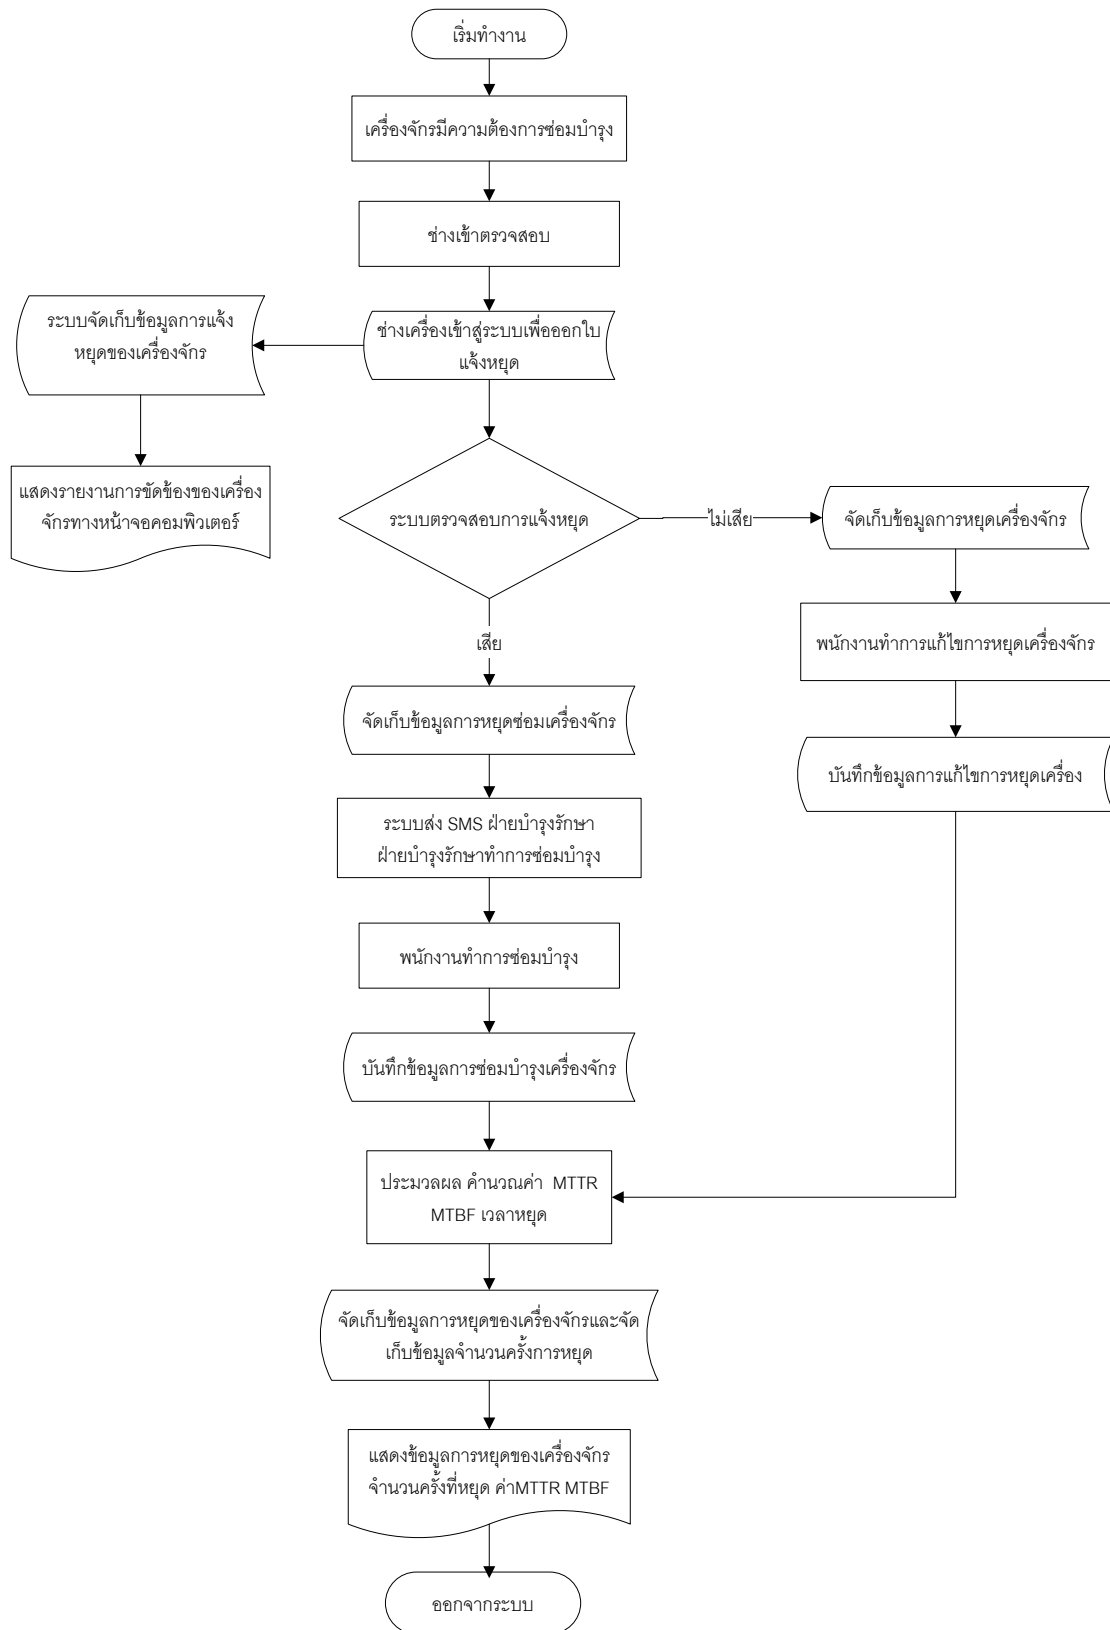 เริ่มทำงาน
เครื่องจักรมีความต้องการซ่อมบำรุง
ช่างเข้าตรวจสอบ
ระบบจัดเก็บข้อมูลการแจ้ง
หยุดของเครื่องจักร
ช่างเครื่องเข้าสู่ระบบเพื่อออกใบ
แจ้งหยุด
แสดงรายงานการขัดข้องของเครื่อง
จักรทางหน้าจอคอมพิวเตอร์
ระบบตรวจสอบการแจ้งหยุด
ไม่เสีย
จัดเก็บข้อมูลการหยุดเครื่องจักร
เสีย
พนักงานทำการแก้ไขการหยุดเครื่องจักร
จัดเก็บข้อมูลการหยุดซ่อมเครื่องจักร
บันทึกข้อมูลการแก้ไขการหยุดเครื่อง
ระบบส่ง SMS ฝ่ายบำรุงรักษา
ฝ่ายบำรุงรักษาทำการซ่อมบำรุง
พนักงานทำการซ่อมบำรุง
บันทึกข้อมูลการซ่อมบำรุงเครื่องจักร
ประมวลผล คำนวณค่า MTTR
MTBF เวลาหยุด
จัดเก็บข้อมูลการหยุดของเครื่องจักรและจัด
เก็บข้อมูลจำนวนครั้งการหยุด
แสดงข้อมูลการหยุดของเครื่องจักร
จำนวนครั้งที่หยุด ค่าMTTR MTBF
ออกจากระบบ